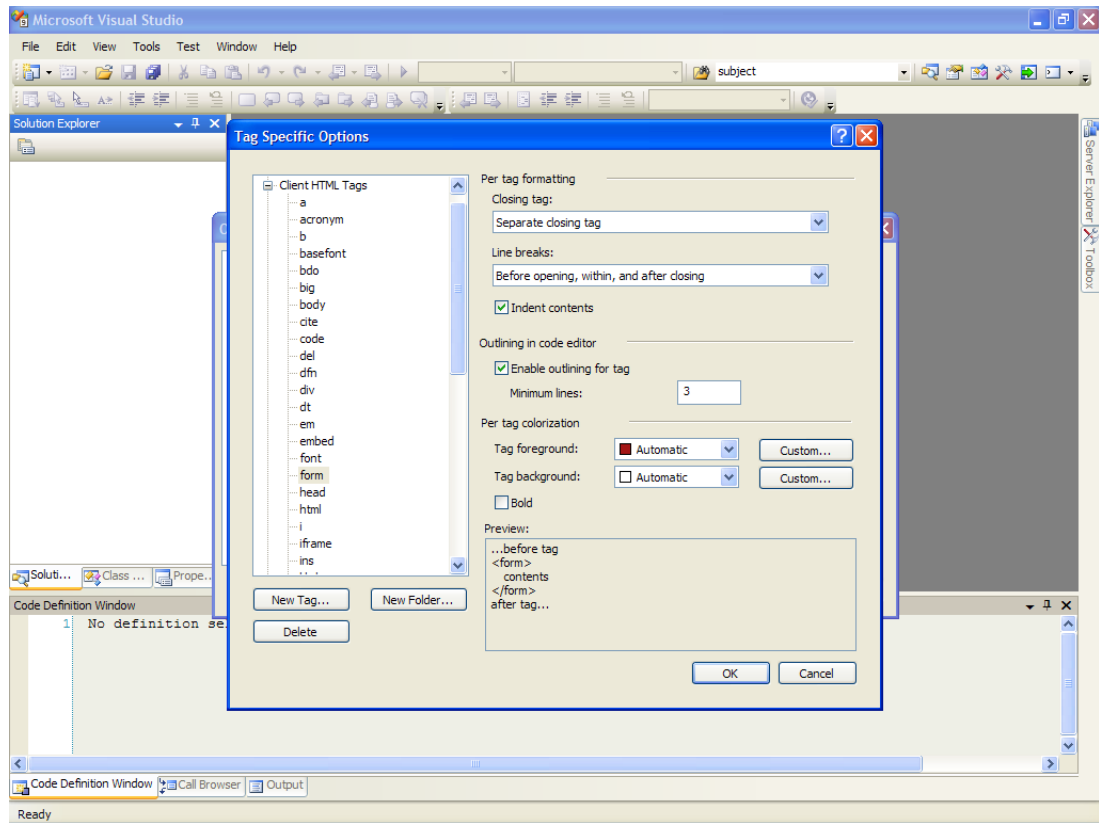 Microsoft Visual Studio
File Edit View Tools Test Window Help
subject
Solution Explorer
Server Explorer
Toolbox
Tag Specific Options
Client HTML Tags
a
acronym
b
basefont
bdo
big
body
cite
code
del
dfn
div
dt
em
embed
font
form
head
html
i
iframe
ins
New Tag...
New Folder...
Delete
Per tag formatting
Closing tag:
Separate closing tag
Line breaks:
Before opening, within, and after closing
Indent contents
Outlining in code editor
Enable outlining for tag
Minimum lines: 3
Per tag colorization
Tag foreground: Automatic Custom...
Tag background: Automatic Custom...
Bold
Preview:
...before tag
<form>
contents
</form>
after tag...
OK Cancel
Soluti... Class ... Prope...
Code Definition Window
1 No definition se
Code Definition Window Call Browser Output
Ready